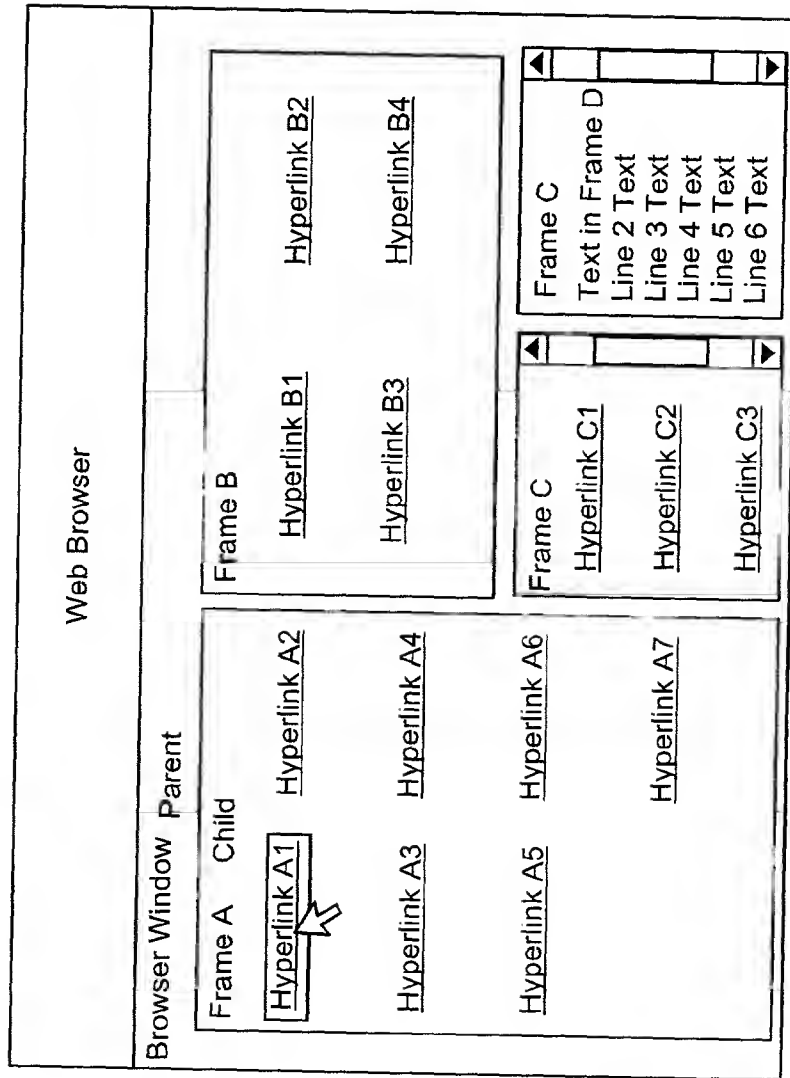 Web Browser
Browser Window Parent
Frame A Child
Hyperlink A1
Hyperlink A2
Hyperlink A3
Hyperlink A4
Hyperlink A5
Hyperlink A6
Hyperlink A7
Frame B
Hyperlink B1
Hyperlink B2
Hyperlink B3
Hyperlink B4
Frame C
Hyperlink C1
Hyperlink C2
Hyperlink C3
Frame C
Text in Frame D
Line 2 Text
Line 3 Text
Line 4 Text
Line 5 Text
Line 6 Text